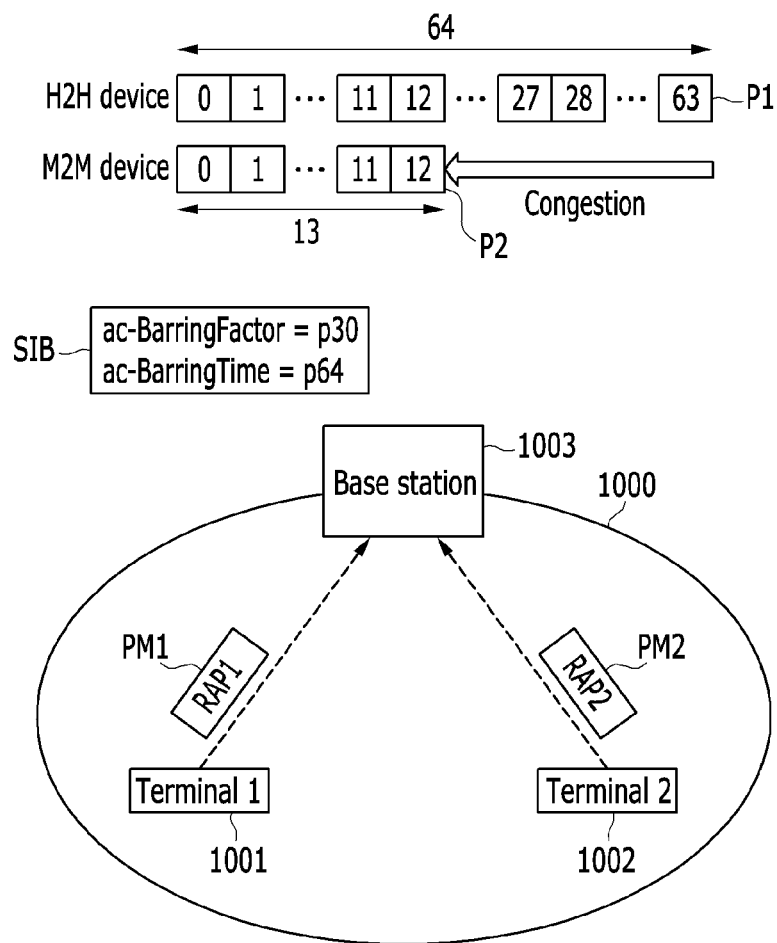 64
H2H device 0 1 ... 11 12 ... 27 28 ... 63 P1
M2M device 0 1 ... 11 12
Congestion
13
P2
SIB
ac-BarringFactor = p30
ac-BarringTime = p64
Base station
1003
1000
PM1
RAP1
RAP2
PM2
Terminal 1
Terminal 2
1001
1002